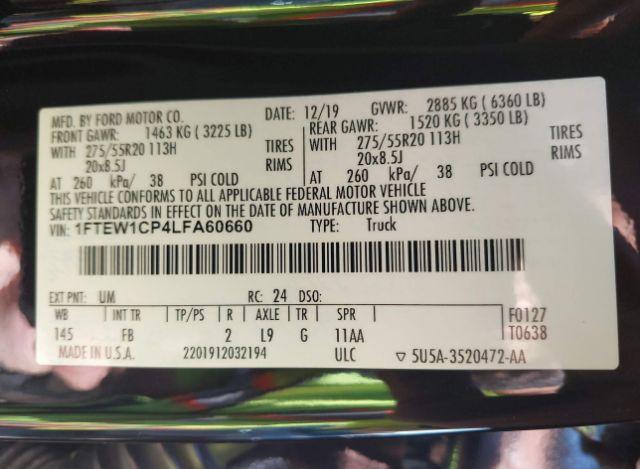 MFD. BY FORD MOTOR CO. DATE: 12/19 GVWR: 2885 KG ( 6360 LB)
FRONT GAWR: 1463 KG ( 3225 LB) REAR GAWR: 1520 KG ( 3350 LB)
WITH 275/55R20 113H TIRES WITH 275/55R20 113H TIRES
20x8.5J RIMS 20x8.5J RIMS
AT 260 kPa/ 38 PSI COLD AT 260 kPa/ 38 PSI COLD
THIS VEHICLE CONFORMS TO ALL APPLICABLE FEDERAL MOTOR VEHICLE
SAFETY STANDARDS IN EFFECT ON THE DATE OF MANUFACTURE SHOWN ABOVE.
VIN: 1FTEW1CP4LFA60660 TYPE: Truck
EXT PNT: UM RC: 24 DSO:
WB INT TR TP/PS R AXLE TR SPR F0127
145 FB 2 L9 G 11AA T0638
MADE IN U.S.A. 2201912032194 ULC ▽ 5U5A-3520472-AA